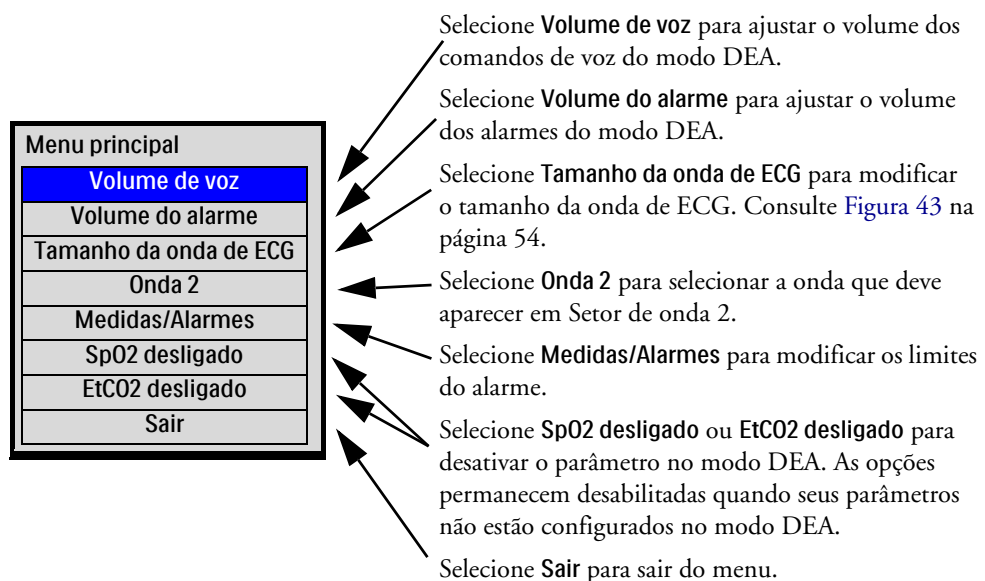 Selecione Volume de voz para ajustar o volume dos
comandos de voz do modo DEA.
Selecione Volume do alarme para ajustar o volume
dos alarmes do modo DEA.
Selecione Tamanho da onda de ECG para modificar
o tamanho da onda de ECG. Consulte Figura 43 na
página 54.
Selecione Onda 2 para selecionar a onda que deve
aparecer em Setor de onda 2.
Selecione Medidas/Alarmes para modificar os limites
do alarme.
Selecione SpO2 desligado ou EtCO2 desligado para
desativar o parâmetro no modo DEA. As opções
permanecem desabilitadas quando seus parâmetros
não estão configurados no modo DEA.
Selecione Sair para sair do menu.
Menu principal
Volume de voz
Volume do alarme
Tamanho da onda de ECG
Onda 2
Medidas/Alarmes
SpO2 desligado
EtCO2 desligado
Sair